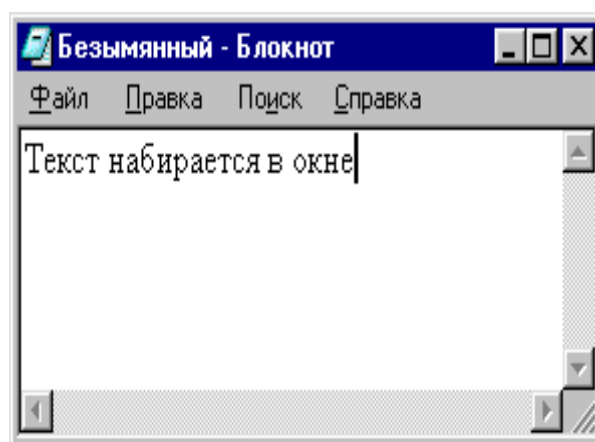 Безымянный - Блокнот
Файл Правка Поиск Справка
Текст набирается в окне